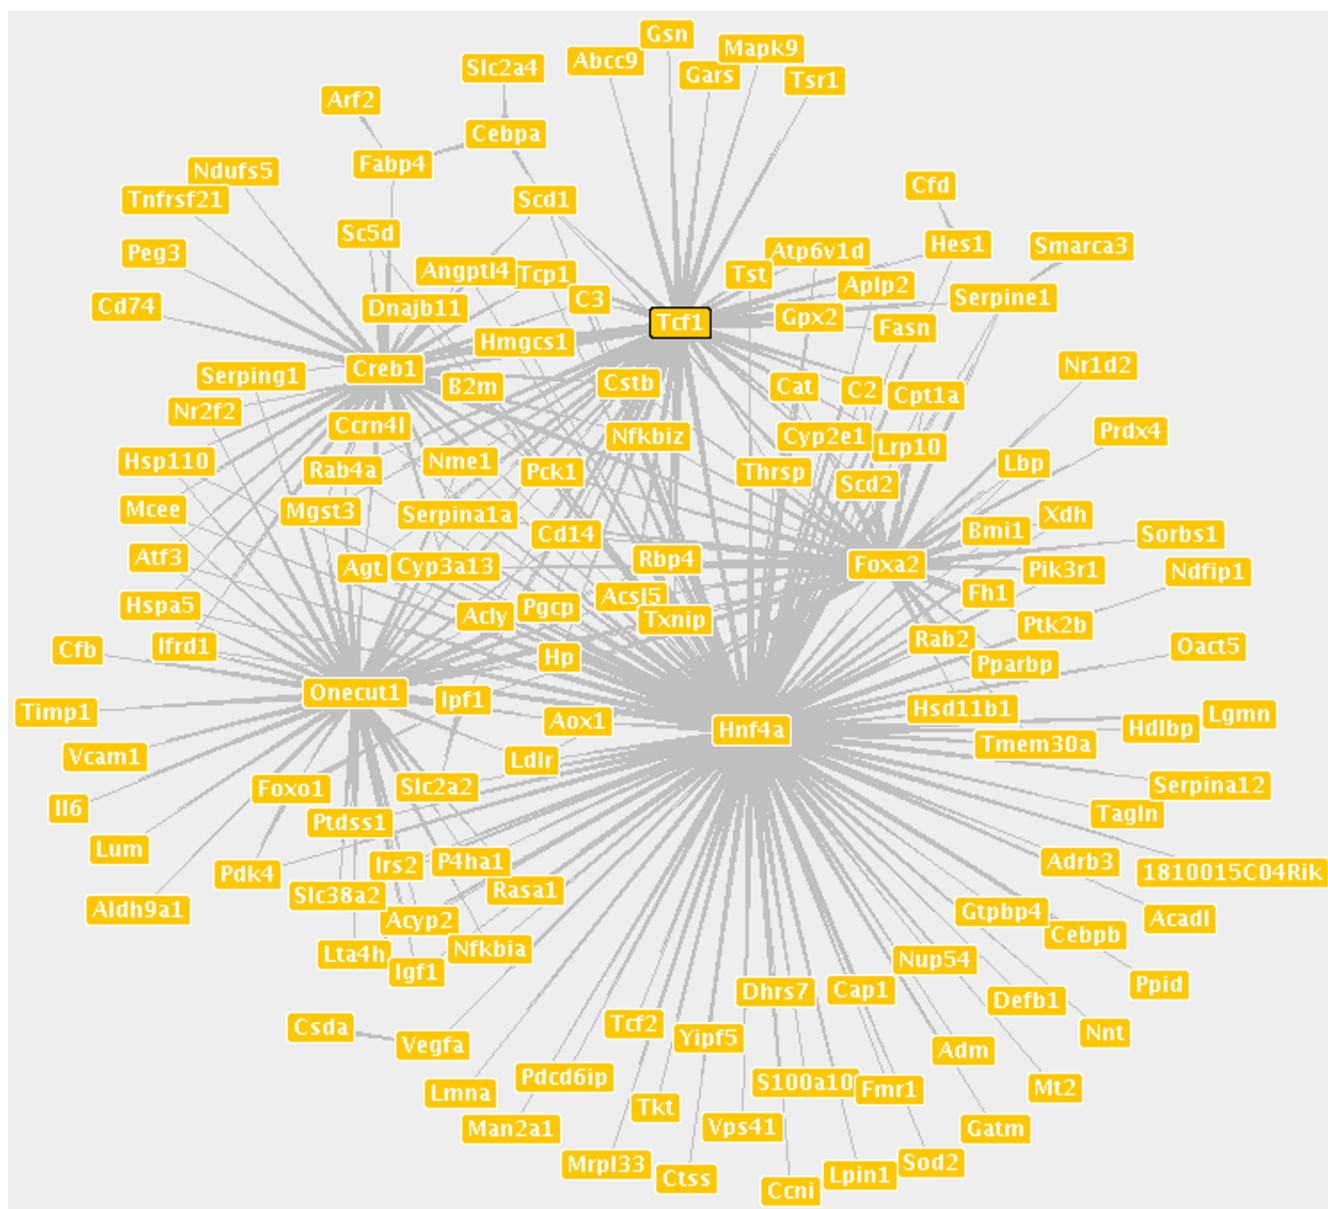 Gsn
Mapk9
Abcc9
Slc2a4
Gars
Tsr1
Arf2
Cebpa
Fabp4
Ndufs5
Cfd
Tnfrsf21
Scd1
Sc5d
Hes1
Smarca3
Peg3
Atp6v1d
Angptl4
Tcp1
Tst
Aplp2
C3
Serpine1
Cd74
Dnajb11
Gpx2
Tcf1
Fasn
Hmgcs1
Nr1d2
Creb1
Serping1
B2m
Cstb
Cat
C2
Cpt1a
Nr2f2
Ccrn4l
Prdx4
Nfkbiz
Cyp2e1
Lrp10
Hsp110
Nme1
Lbp
Rab4a
Pck1
Thrsp
Scd2
Mcee
Mgst3
Serpina1a
Xdh
Bmi1
Cd14
Sorbs1
Atf3
Rbp4
Foxa2
Agt
Cyp3a13
Pik3r1
Ndfip1
Fh1
Acsl5
Hspa5
Pgcp
Acly
Txnip
Ptk2b
Rab2
Ifrd1
Oact5
Cfb
Hp
Pparbp
Onecut1
Ipf1
Hsd11b1
Timp1
Aox1
Lgmn
Hnf4a
Hdlbp
Tmem30a
Vcam1
Ldlr
Serpina12
Foxo1
Slc2a2
Il6
Tagln
Ptdss1
Lum
P4ha1
Adrb3
Irs2
Pdk4
1810015C04Rik
Rasa1
Slc38a2
Aldh9a1
Gtpbp4
Acadl
Acyp2
Cebpb
Nfkbia
Lta4h
Nup54
Igf1
Ppid
Dhrs7
Cap1
Defb1
Tcf2
Csda
Nnt
Yipf5
Vegfa
Adm
Pdcd6ip
S100a10
Fmr1
Mt2
Lmna
Tkt
Man2a1
Vps41
Gatm
Mrpl33
Sod2
Ctss
Lpin1
Ccni